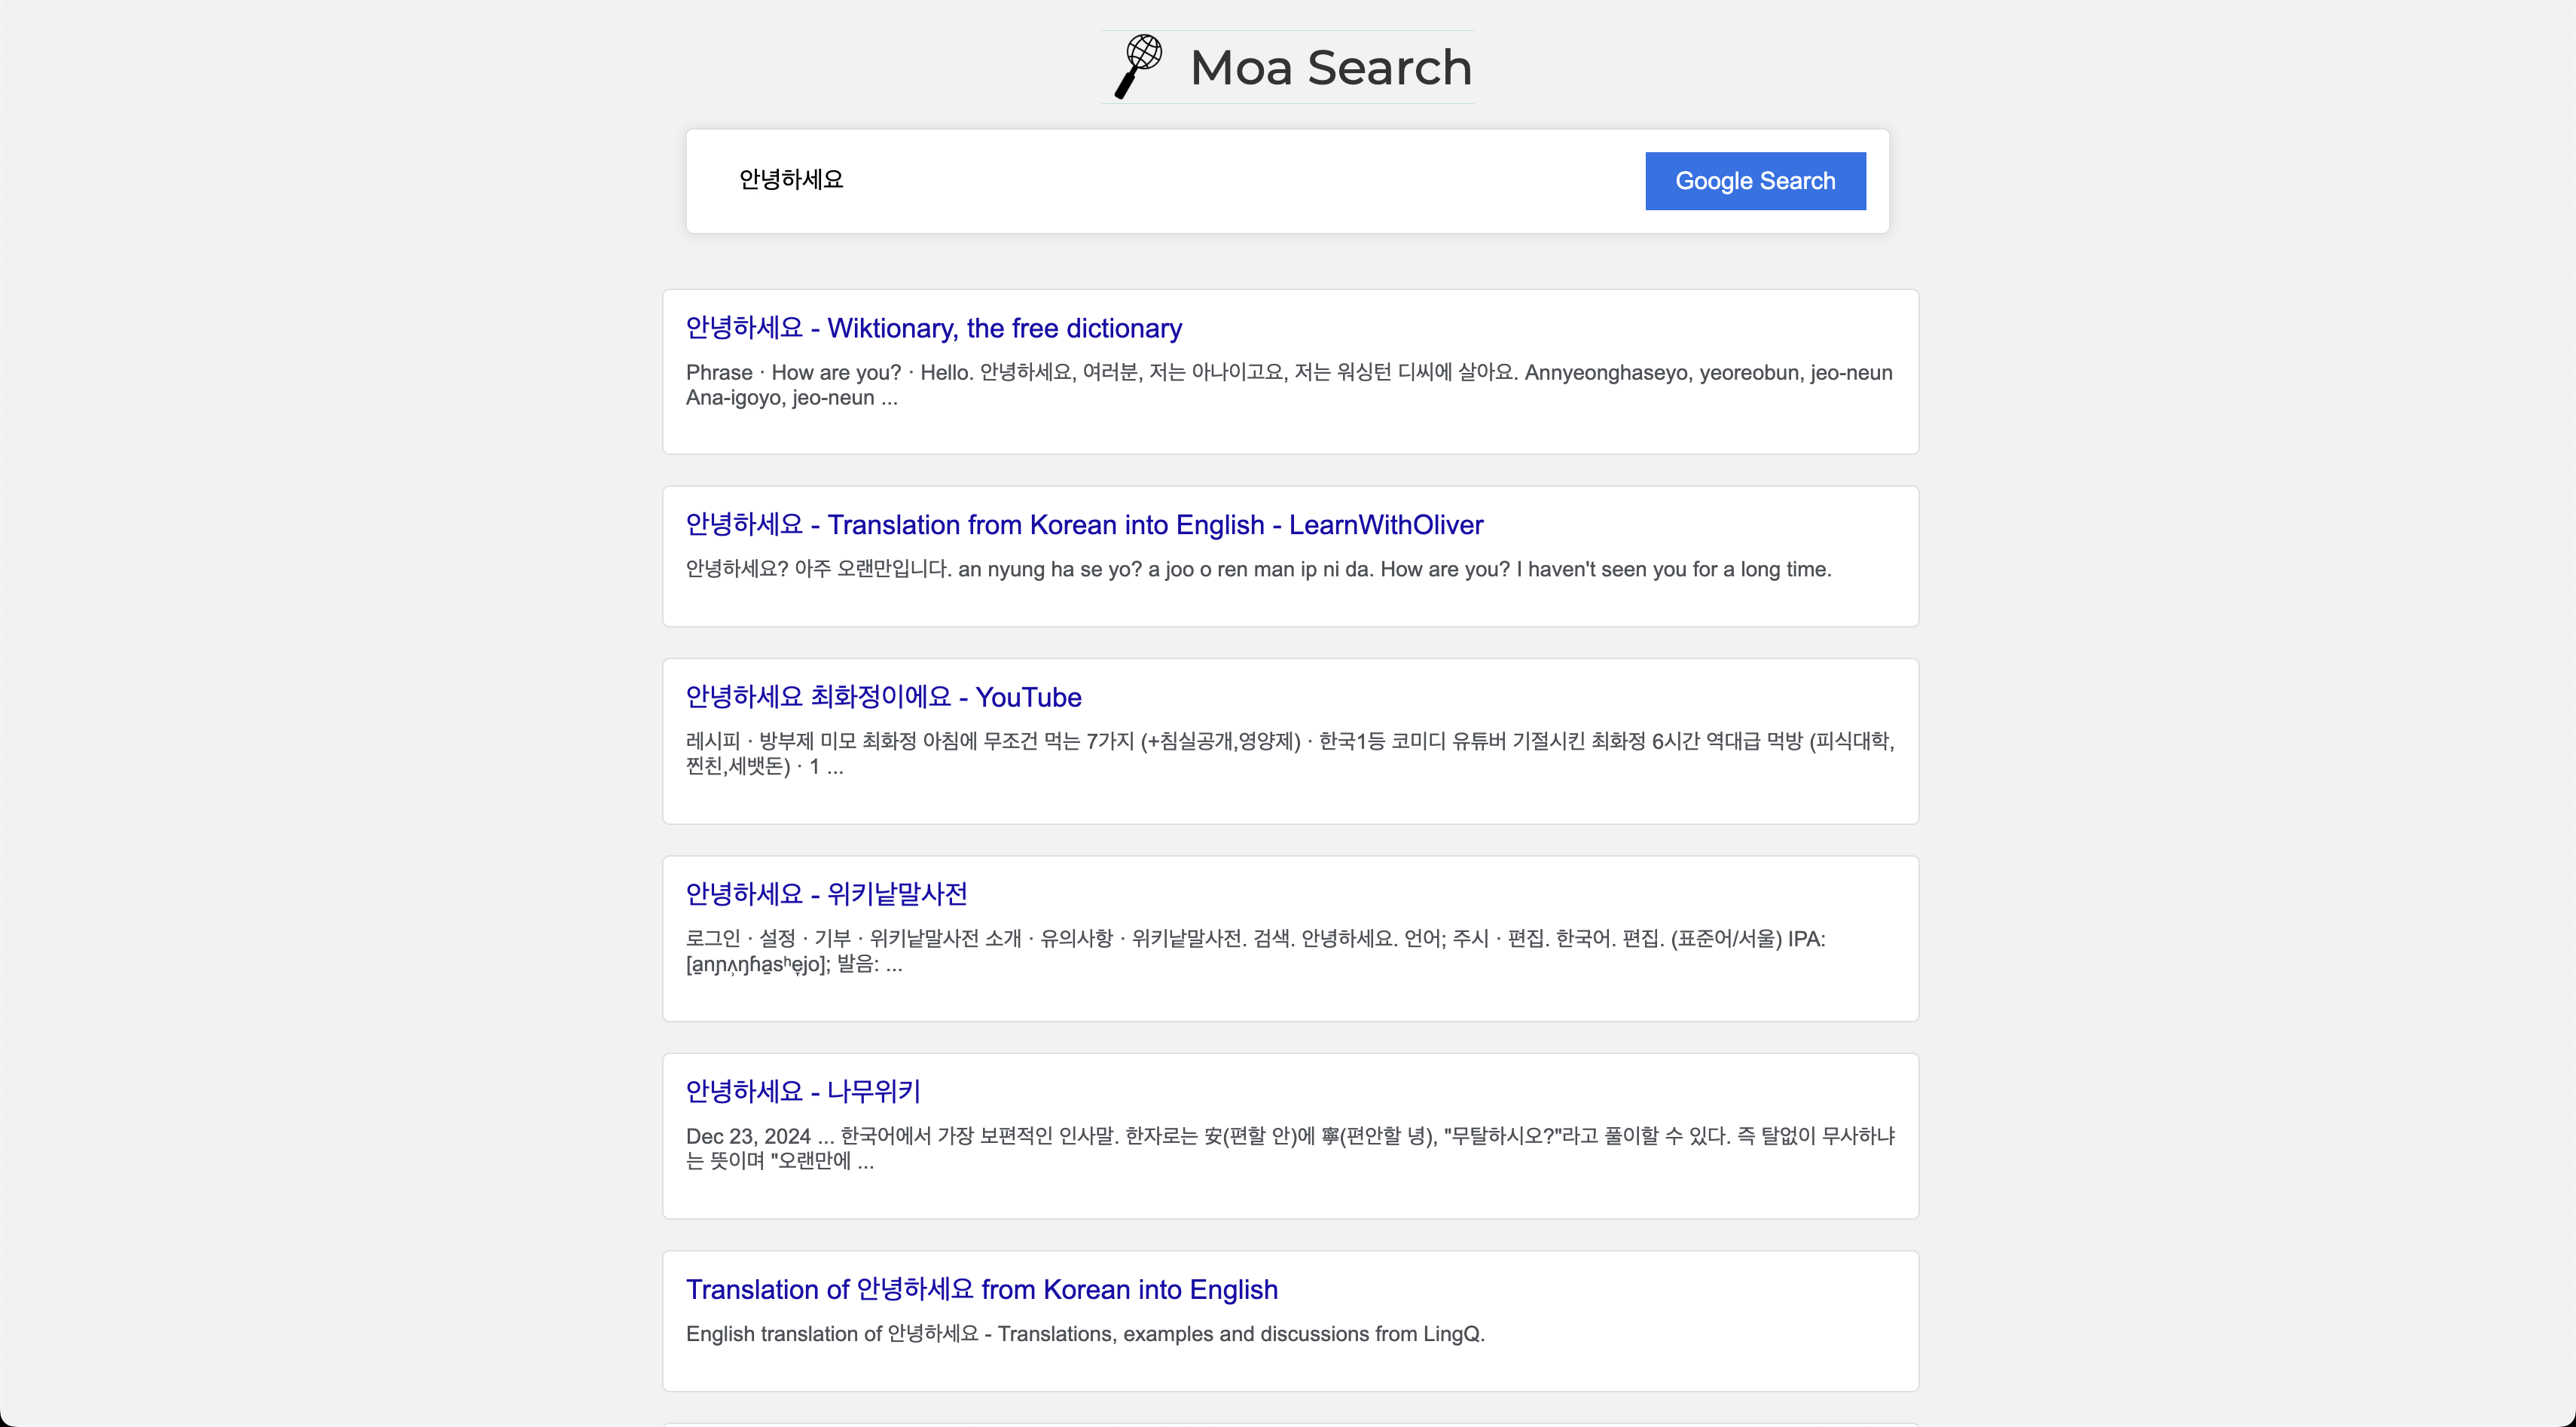 Moa Search
안녕하세요
Google Search
안녕하세요 - Wiktionary, the free dictionary
Phrase · How are you? · Hello. 안녕하세요, 여러분, 저는 아나이고요, 저는 워싱턴 디씨에 살아요. Annyeonghaseyo, yeoreobun, jeo-neun
Ana-igoyo, jeo-neun ...
안녕하세요 - Translation from Korean into English - LearnWithOliver
안녕하세요? 아주 오랜만입니다. an nyung ha se yo? a joo o ren man ip ni da. How are you? I haven't seen you for a long time.
안녕하세요 최화정이에요 - YouTube
레시피 · 방부제 미모 최화정 아침에 무조건 먹는 7가지 (+침실공개,영양제) · 한국1등 코미디 유튜버 기절시킨 최화정 6시간 역대급 먹방 (피식대학,
찐친,세뱃돈) · 1 ...
안녕하세요 - 위키낱말사전
로그인 · 설정 · 기부 · 위키낱말사전 소개 · 유의사항 · 위키낱말사전. 검색. 안녕하세요. 언어; 주시 · 편집. 한국어. 편집. (표준어/서울) IPA:
[a̠nɲʌ̹ŋɦa̠sʰe̞jo]; 발음: ...
안녕하세요 - 나무위키
Dec 23, 2024 ... 한국어에서 가장 보편적인 인사말. 한자로는 安(편할 안)에 寧(편안할 녕), "무탈하시오?"라고 풀이할 수 있다. 즉 탈없이 무사하냐
는 뜻이며 "오랜만에 ...
Translation of 안녕하세요 from Korean into English
English translation of 안녕하세요 - Translations, examples and discussions from LingQ.